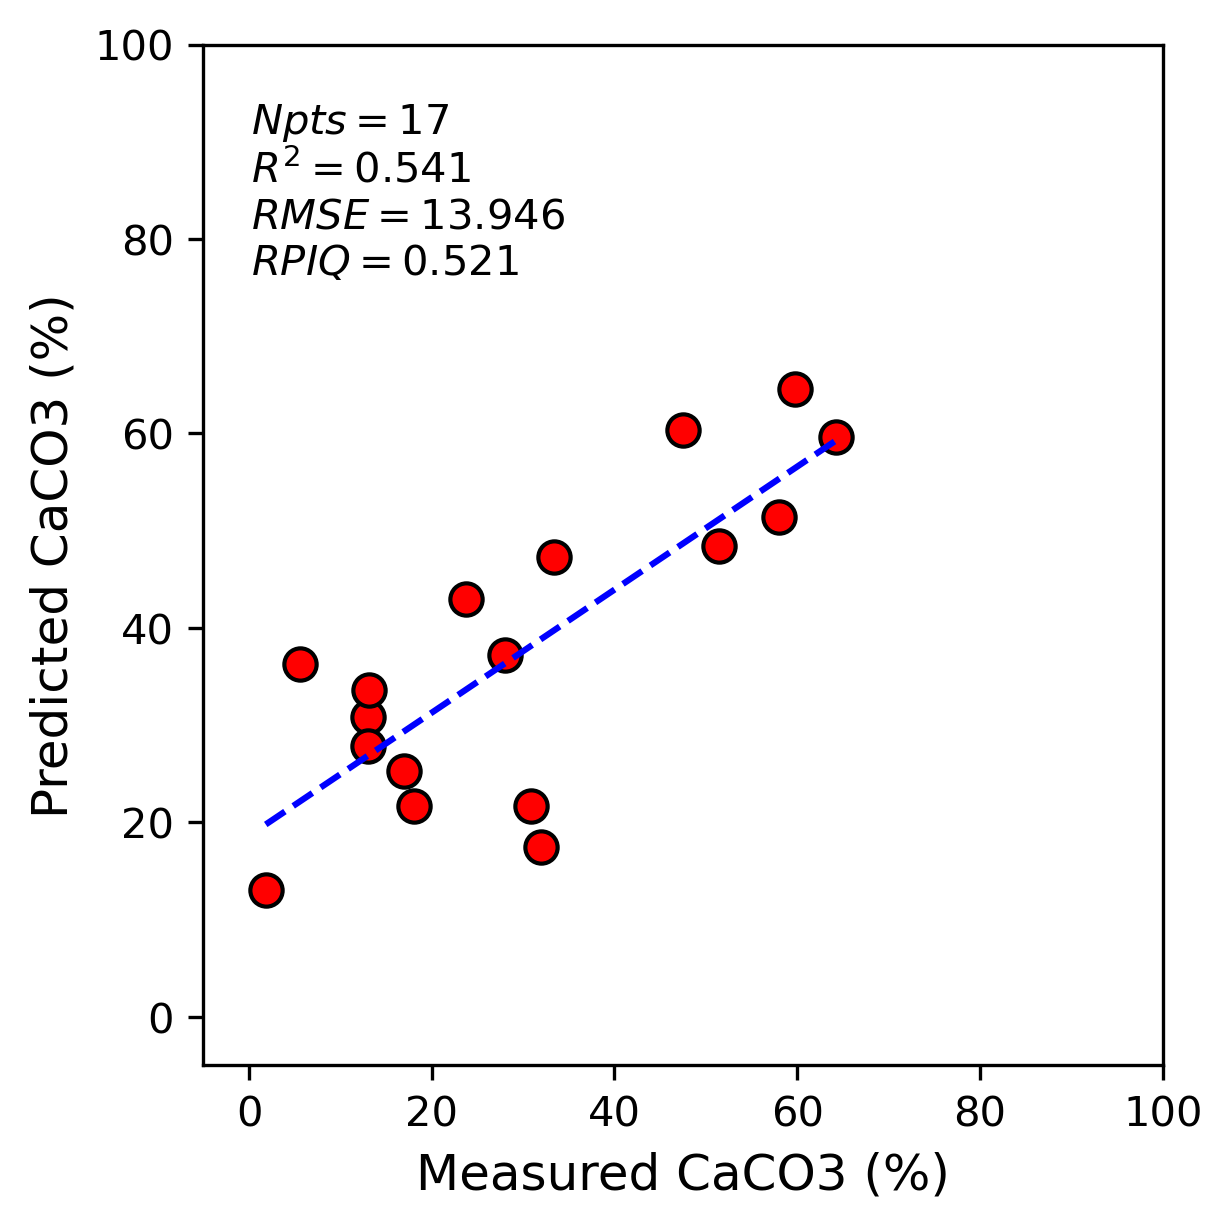 100
80
60
40
20
0
Npts = 17
R² = 0.541
RMSE = 13.946
RPIQ = 0.521
Predicted CaCO3 (%)
0 20 40 60 80 100
Measured CaCO3 (%)